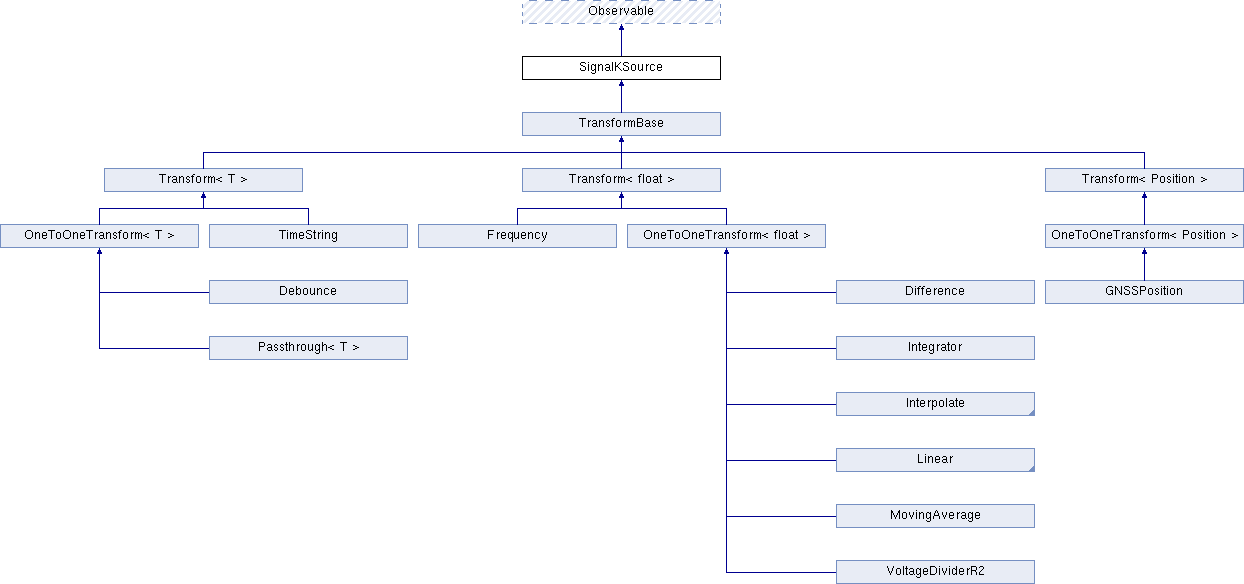 Observable
SignalKSource
TransformBase
Transform< T >
Transform< float >
Transform< Position >
OneToOneTransform< T >
TimeString
Frequency
OneToOneTransform< float >
OneToOneTransform< Position >
Debounce
Difference
GNSSPosition
Passthrough< T >
Integrator
Interpolate
Linear
MovingAverage
VoltageDividerR2